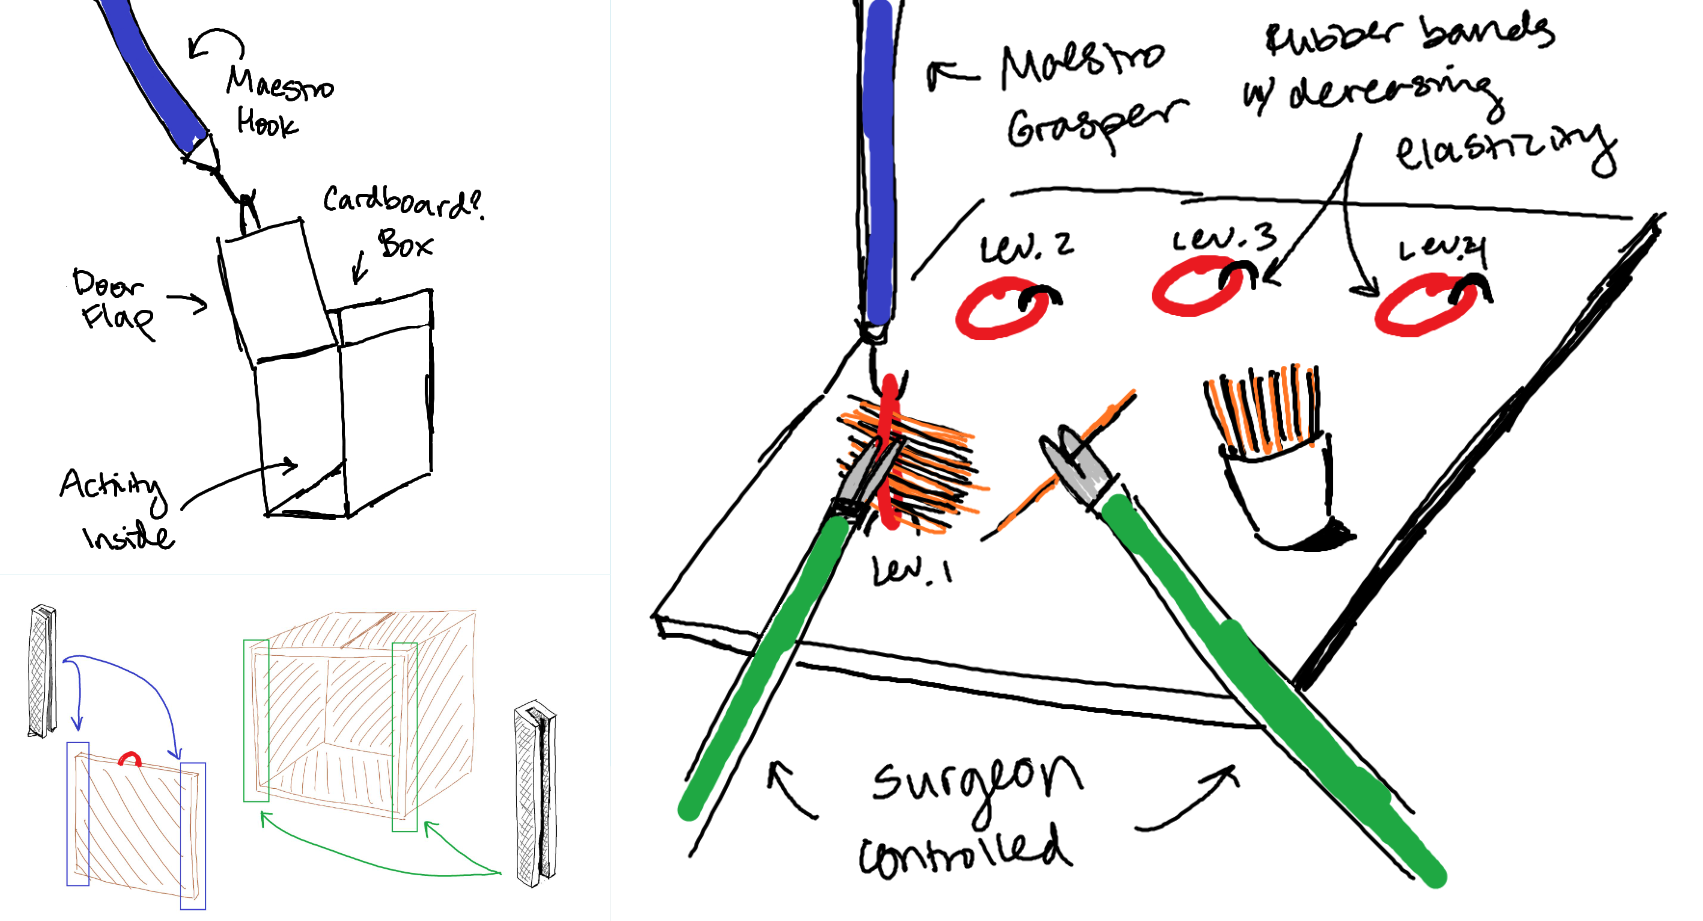 Maestro
Hook
Cardboard?
Box
Door
Flap
Activity
Inside
Maestro
Grasper
Rubber bands
w/ decreasing
elastizity
Lev. 2
Lev. 3
Lev. 4
Lev. 1
surgeon
controlled